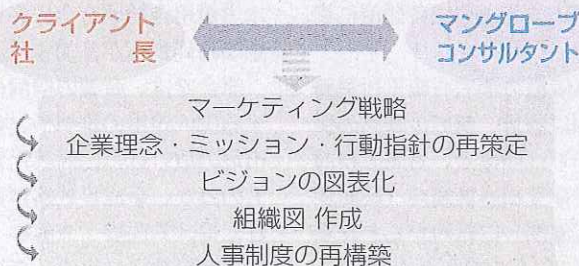 クライアント
社長
マングローブ
コンサルタント
マーケティング戦略
企業理念・ミッション・行動指針の再策定
ビジョンの図表化
組織図 作成
人事制度の再構築